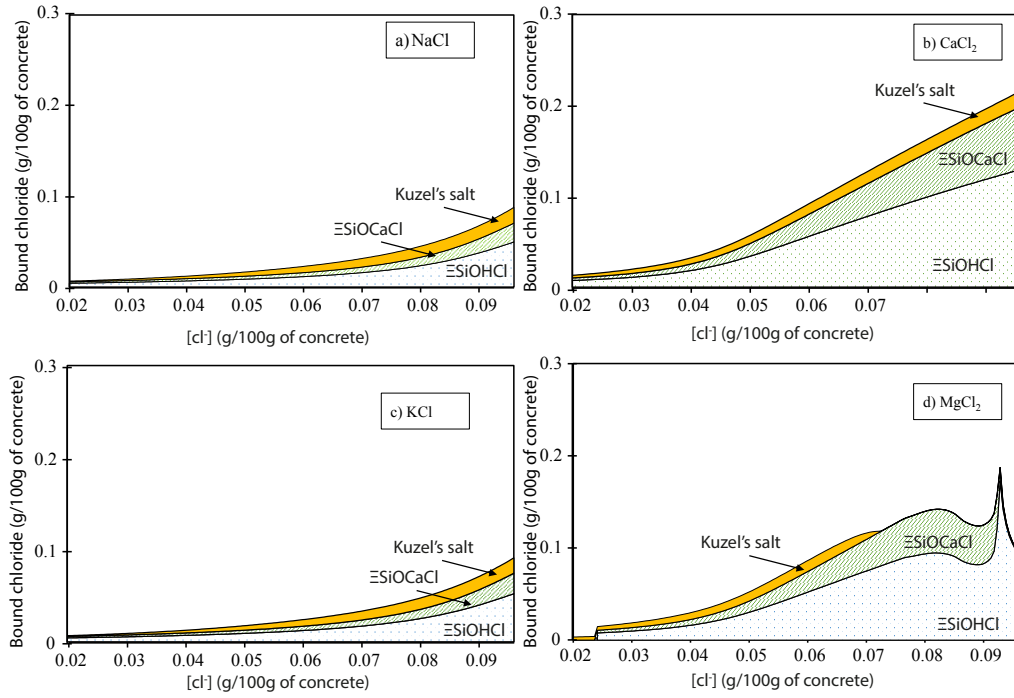 a) NaCl
Bound chloride (g/100g of concrete)
0.3
0.2
0.1
0
Kuzel's salt
ΞSiOCaCl
ΞSiOHCl
0.02 0.03 0.04 0.05 0.06 0.07 0.08 0.09
[cl-] (g/100g of concrete)
b) CaCl₂
Bound chloride (g/100g of concrete)
0.3
0.2
0.1
0
Kuzel's salt
ΞSiOCaCl
ΞSiOHCl
0.02 0.03 0.04 0.05 0.06 0.07
[cl-] (g/100g of concrete)
c) KCl
Bound chloride (g/100g of concrete)
0.3
0.2
0.1
0
Kuzel's salt
ΞSiOCaCl
ΞSiOHCl
0.02 0.03 0.04 0.05 0.06 0.07 0.08 0.09
[cl-] (g/100g of concrete)
d) MgCl₂
Bound chloride (g/100g of concrete)
0.3
0.2
0.1
0
Kuzel's salt
ΞSiOCaCl
ΞSiOHCl
0.02 0.03 0.04 0.05 0.06 0.07 0.08 0.09
[cl-] (g/100g of concrete)